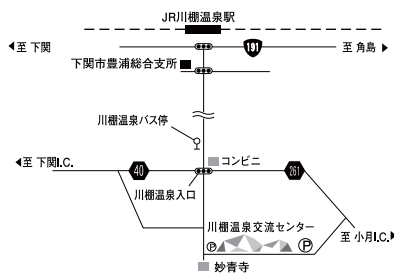 JR川棚温泉駅
◀至 下関
191
至 角島 ▶
下関市豊浦総合支所
川棚温泉バス停
◀至 下関I.C.
40
コンビニ
261
川棚温泉入口
川棚温泉交流センター
P
P
至 小月I.C.▶
妙青寺